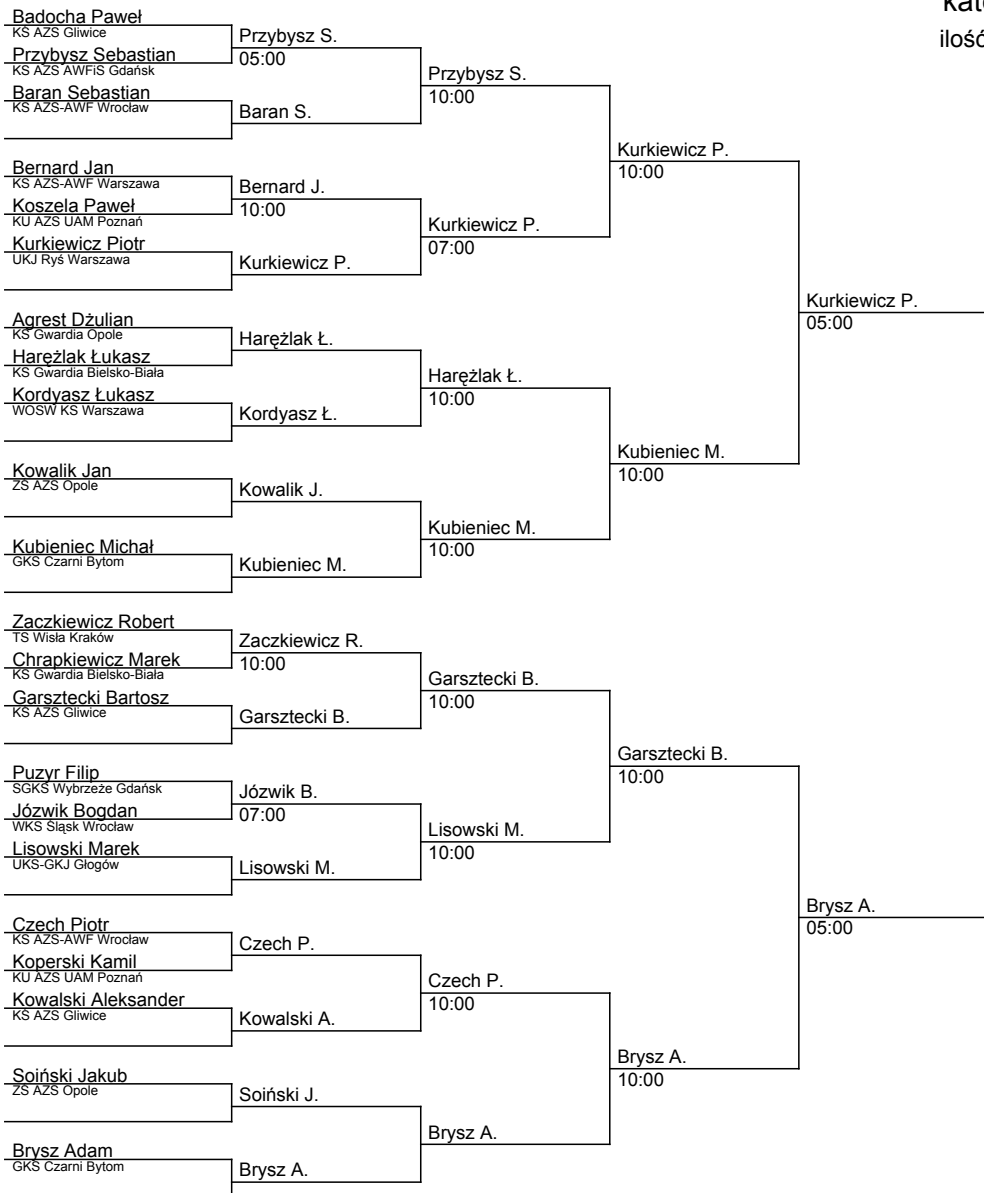 kate
ilość
Badocha Paweł
KS AZS Gliwice
Przybysz Sebastian
KS AZS AWFiS Gdańsk
Baran Sebastian
KS AZS-AWF Wrocław
Bernard Jan
KS AZS-AWF Warszawa
Koszela Paweł
KU AZS UAM Poznań
Kurkiewicz Piotr
UKJ Ryś Warszawa
Agrest Dżulian
KS Gwardia Opole
Harężlak Łukasz
KS Gwardia Bielsko-Biała
Kordyasz Łukasz
WOSW KS Warszawa
Kowalik Jan
ZS AZS Opole
Kubieniec Michał
GKS Czarni Bytom
Zaczkiewicz Robert
TS Wisła Kraków
Chrapkiewicz Marek
KS Gwardia Bielsko-Biała
Garsztecki Bartosz
KS AZS Gliwice
Puzyr Filip
SGKS Wybrzeże Gdańsk
Józwik Bogdan
WKS Śląsk Wrocław
Lisowski Marek
UKS-GKJ Głogów
Czech Piotr
KS AZS-AWF Wrocław
Koperski Kamil
KU AZS UAM Poznań
Kowalski Aleksander
KS AZS Gliwice
Soiński Jakub
ZS AZS Opole
Brysz Adam
GKS Czarni Bytom
Przybysz S.
05:00
Baran S.
Bernard J.
10:00
Kurkiewicz P.
Harężlak Ł.
Kordyasz Ł.
Kowalik J.
Kubieniec M.
Zaczkiewicz R.
10:00
Garsztecki B.
Józwik B.
07:00
Lisowski M.
Czech P.
Kowalski A.
Soiński J.
Brysz A.
Przybysz S.
10:00
Kurkiewicz P.
07:00
Harężlak Ł.
10:00
Kubieniec M.
10:00
Garsztecki B.
10:00
Lisowski M.
10:00
Czech P.
10:00
Brysz A.
Kurkiewicz P.
10:00
Kubieniec M.
10:00
Garsztecki B.
10:00
Brysz A.
10:00
Kurkiewicz P.
05:00
Brysz A.
05:00